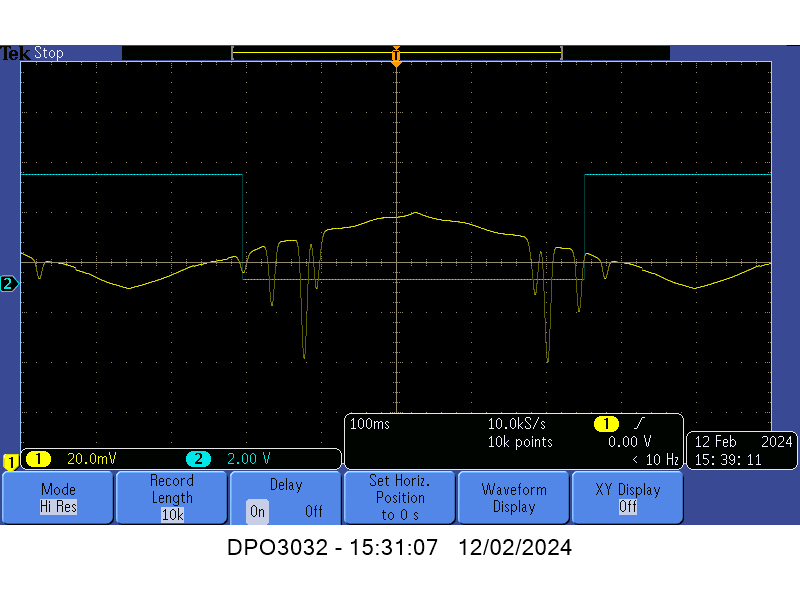 Tek Stop
T
2
1
1 20.0mV 2 2.00 V
100ms 10.0kS/s 1
10k points 0.00 V
< 10 Hz
12 Feb 2024
15:39:11
Mode
Hi Res
Record
Length
10k
Delay
On Off
Set Horiz.
Position
to 0 s
Waveform
Display
XY Display
Off
DPO3032 - 15:31:07 12/02/2024